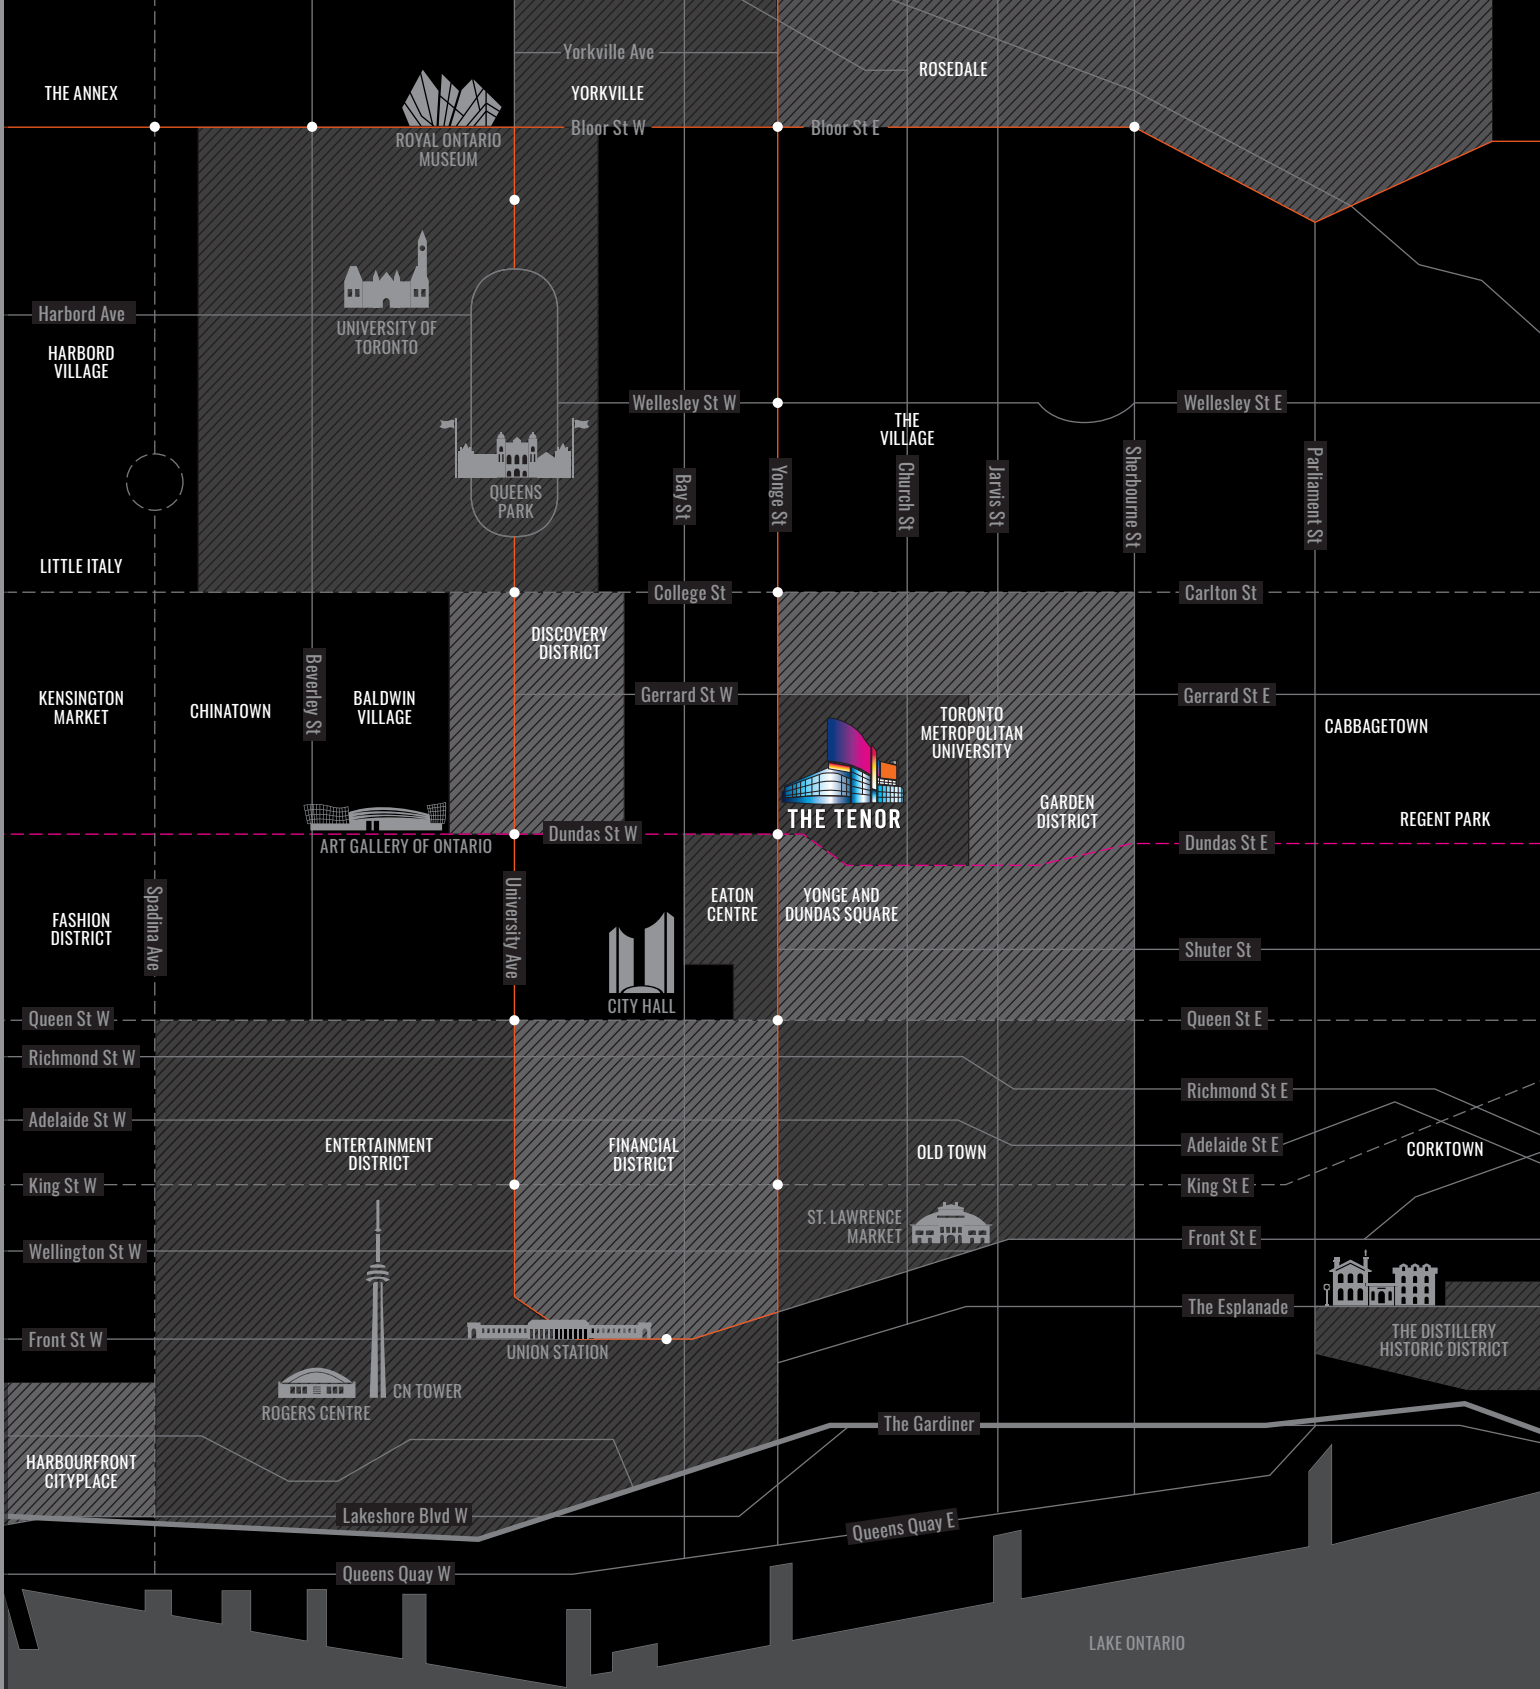 Yorkville Ave
ROSEDALE
THE ANNEX
YORKVILLE
Bloor St W
Bloor St E
ROYAL ONTARIO
MUSEUM
Harbord Ave
UNIVERSITY OF
TORONTO
HARBORD
VILLAGE
Wellesley St W
Wellesley St E
THE
VILLAGE
Bay St
Yonge St
Church St
Jarvis St
Sherbourne St
Parliament St
QUEENS
PARK
LITTLE ITALY
College St
Carlton St
DISCOVERY
DISTRICT
Beverley St
Gerrard St W
Gerrard St E
KENSINGTON
MARKET
CHINATOWN
BALDWIN
VILLAGE
TORONTO
METROPOLITAN
UNIVERSITY
CABBAGETOWN
THE TENOR
GARDEN
DISTRICT
REGENT PARK
Dundas St W
Dundas St E
ART GALLERY OF ONTARIO
Spadina Ave
University Ave
EATON
CENTRE
YONGE AND
DUNDAS SQUARE
FASHION
DISTRICT
Shuter St
CITY HALL
Queen St W
Queen St E
Richmond St W
Richmond St E
Adelaide St W
Adelaide St E
ENTERTAINMENT
DISTRICT
FINANCIAL
DISTRICT
OLD TOWN
CORKTOWN
King St W
King St E
ST. LAWRENCE
MARKET
Wellington St W
Front St E
The Esplanade
Front St W
UNION STATION
THE DISTILLERY
HISTORIC DISTRICT
CN TOWER
ROGERS CENTRE
The Gardiner
HARBOURFRONT
CITYPLACE
Lakeshore Blvd W
Queens Quay E
Queens Quay W
LAKE ONTARIO